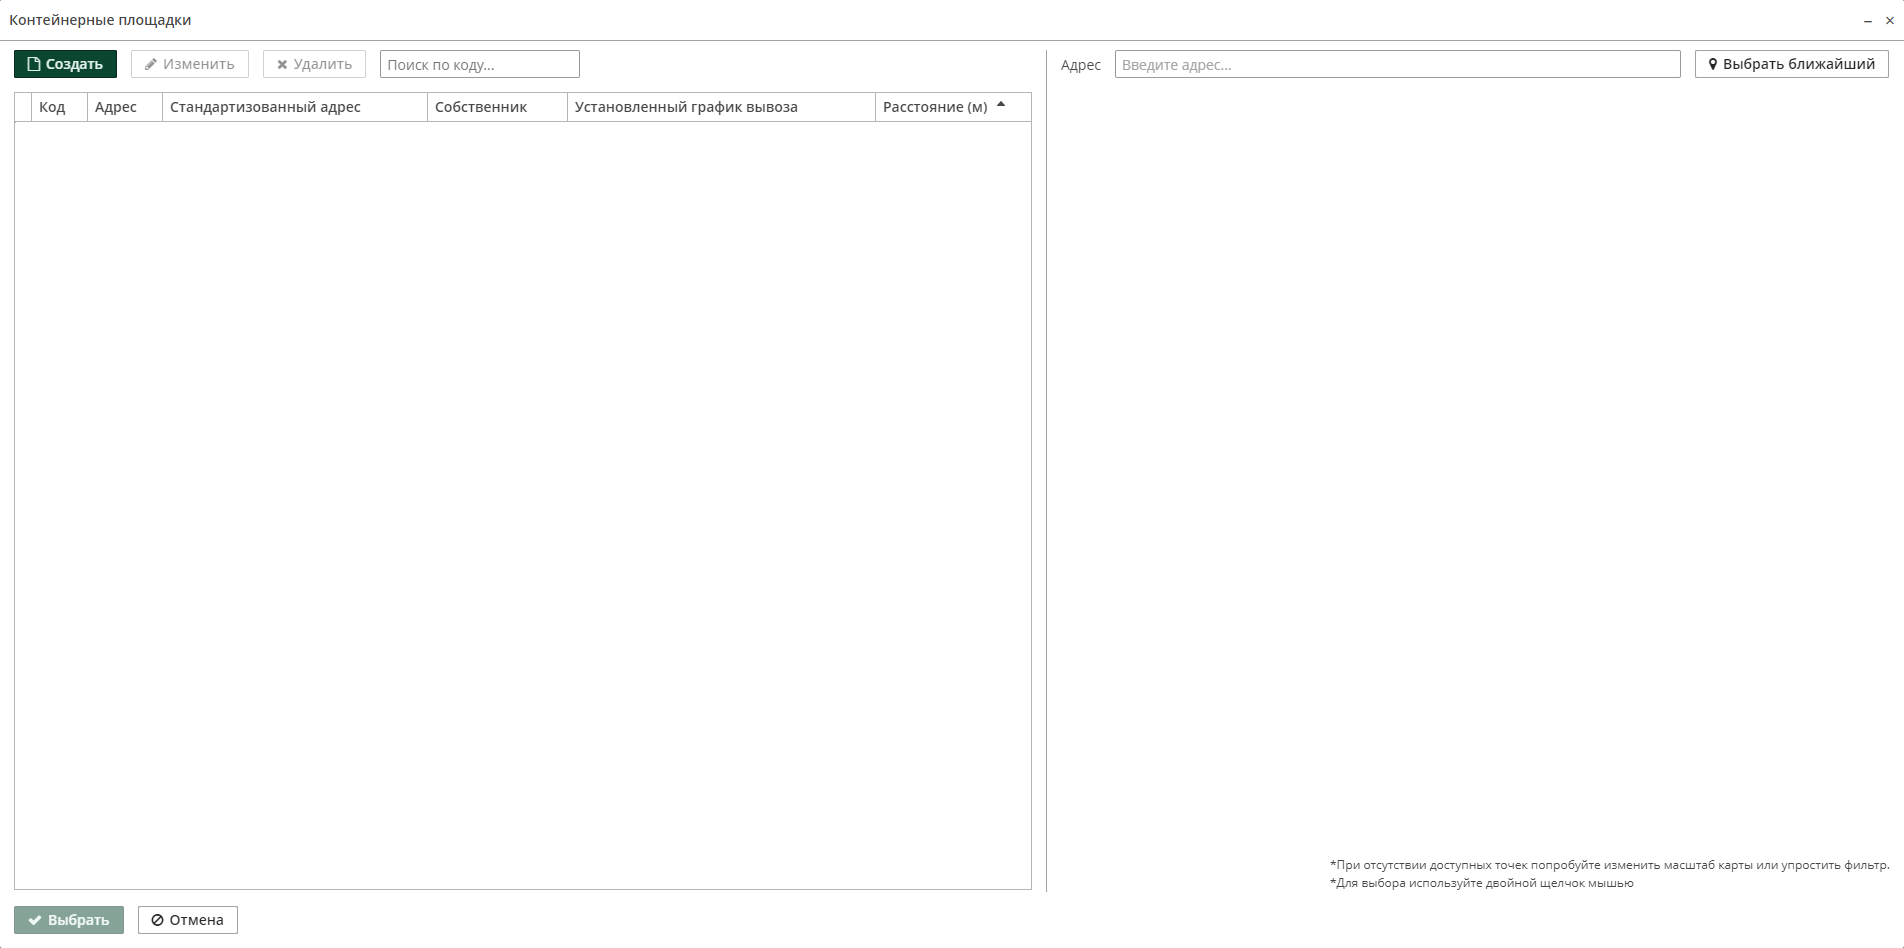 Контейнерные площадки
Создать
Изменить
Удалить
Поиск по коду...
Адрес
Введите адрес...
Выбрать ближайший
Код
Адрес
Стандартизованный адрес
Собственник
Установленный график вывоза
Расстояние (м)
*При отсутствии доступных точек попробуйте изменить масштаб карты или упростить фильтр.
*Для выбора используйте двойной щелчок мышью
Выбрать
Отмена